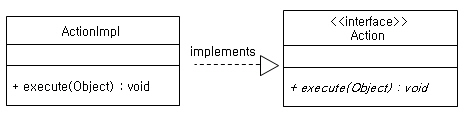 ActionImpl
+ execute(Object) : void
implements
<<interface>>
Action
+ execute(Object) : void